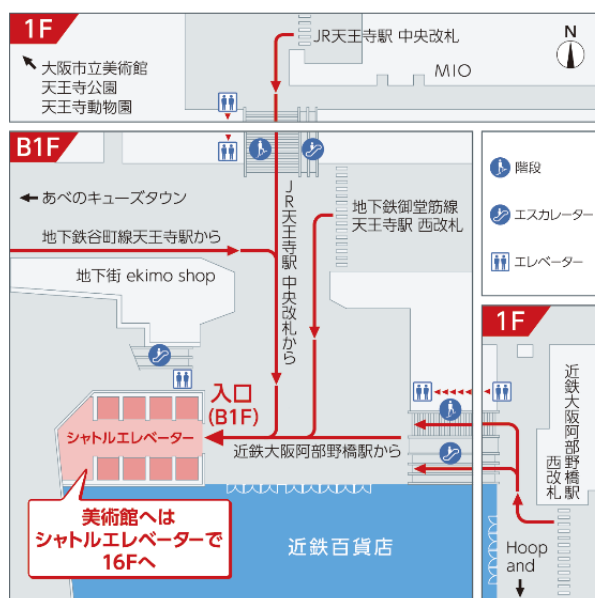 1F
JR天王寺駅 中央改札
N
MIO
大阪市立美術館
天王寺公園
天王寺動物園
B1F
← あべのキューズタウン
地下鉄谷町線天王寺駅から
地下街 ekimo shop
JR天王寺駅 中央改札から
地下鉄御堂筋線
天王寺駅 西改札
階段
エスカレーター
エレベーター
1F
近鉄大阪阿部野橋駅
西改札
入口
(B1F)
シャトルエレベーター
近鉄大阪阿部野橋駅から
美術館へは
シャトルエレベーターで
16Fへ
近鉄百貨店
Hoop
and